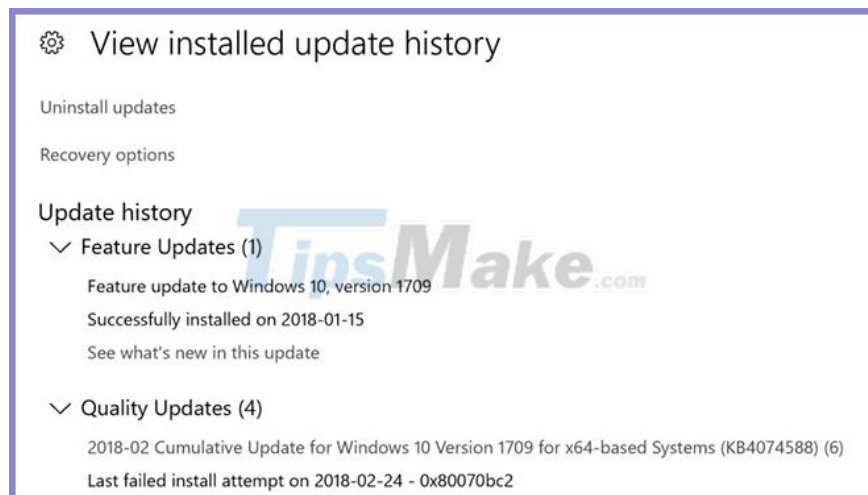 View installed update history
Uninstall updates
Recovery options
Update history
TipsMake.com
Feature Updates (1)
Feature update to Windows 10, version 1709
Successfully installed on 2018-01-15
See what's new in this update
Quality Updates (4)
2018-02 Cumulative Update for Windows 10 Version 1709 for x64-based Systems (KB4074588) (6)
Last failed install attempt on 2018-02-24 - 0x80070bc2